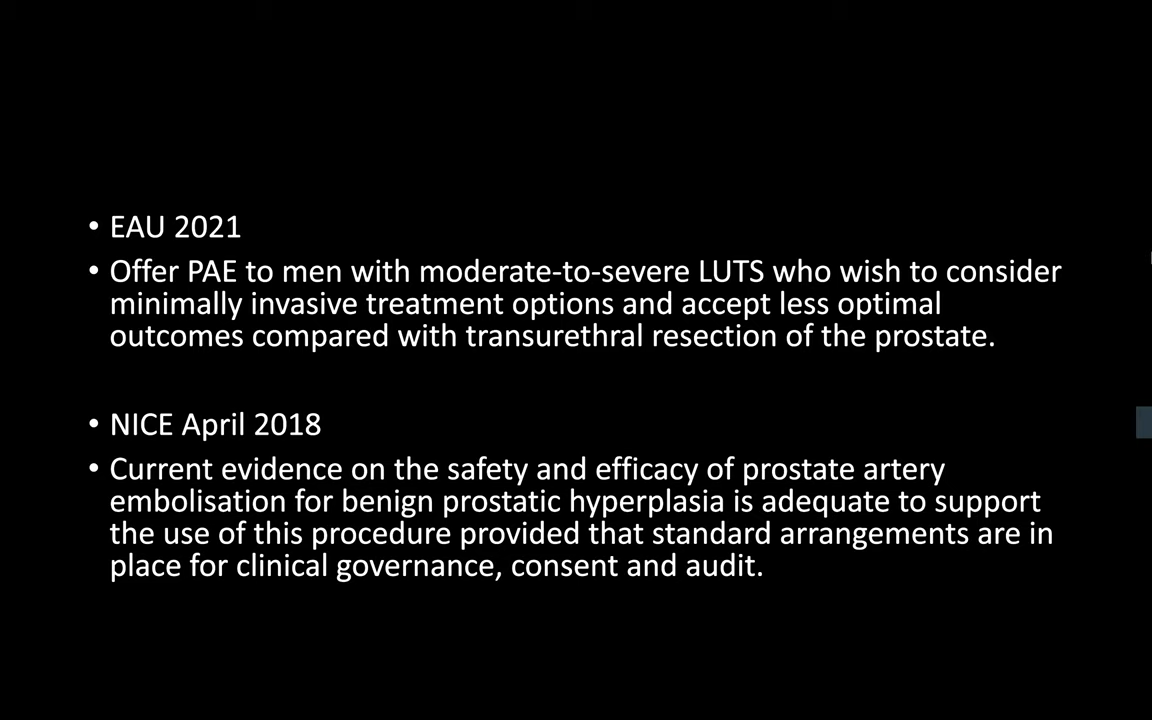 • EAU 2021
• Offer PAE to men with moderate-to-severe LUTS who wish to consider
minimally invasive treatment options and accept less optimal
outcomes compared with transurethral resection of the prostate.
• NICE April 2018
• Current evidence on the safety and efficacy of prostate artery
embolisation for benign prostatic hyperplasia is adequate to support
the use of this procedure provided that standard arrangements are in
place for clinical governance, consent and audit.